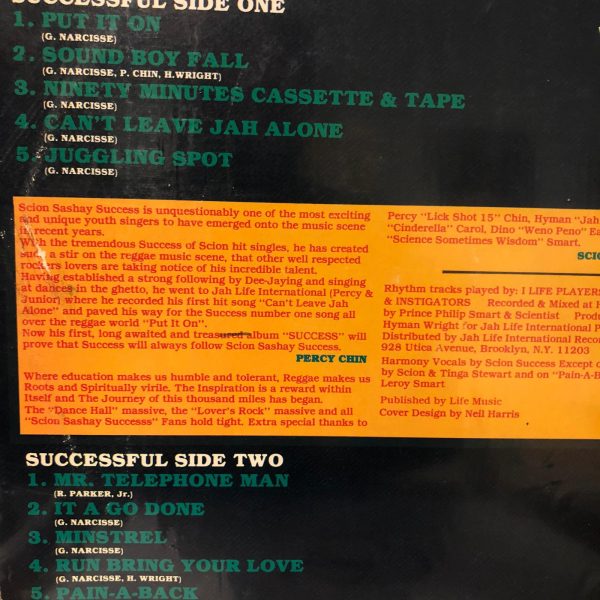 SUCCESSFUL SIDE ONE
1. PUT IT ON
(G. NARCISSE)
2. SOUND BOY FALL
(G. NARCISSE, P. CHIN, H.WRIGHT)
3. NINETY MINUTES CASSETTE & TAPE
(G. NARCISSE)
4. CAN'T LEAVE JAH ALONE
(G. NARCISSE)
5. JUGGLING SPOT
(G. NARCISSE)
Scion Sashay Success is unquestionably one of the most exciting
and unique youth singers to have emerged onto the music scene
in recent years.
With the tremendous Success of Scion hit singles, he has created
such a stir on the reggae music scene, that other well respected
rockers lovers are taking notice of his incredible talent.
Having established a strong following by Dee-Jaying and singing
at dances in the ghetto, he went to Jah Life International (Percy &
Junior) where he recorded his first hit song "Can't Leave Jah
Alone" and paved his way for the Success number one song all
over the reggae world "Put It On".
Now his first, long awaited and treasured album "SUCCESS" will
prove that Success will always follow Scion Sashay Success.
PERCY CHIN
Where education makes us humble and tolerant, Reggae makes us
Roots and Spiritually virile. The Inspiration is a reward within
Itself and The Journey of this thousand miles has began.
The "Dance Hall" massive, the "Lover's Rock" massive and all
"Scion Sashay Successs" Fans hold tight. Extra special thanks to
Percy "Lick Shot 15" Chin, Hyman "Jah
"Cinderella" Carol, Dino "Weno Peno" Ea
"Science Sometimes Wisdom" Smart.
SCIO
Rhythm tracks played by: I LIFE PLAYERS
& INSTIGATORS Recorded & Mixed at H
by Prince Philip Smart & Scientist Produ
Hyman Wright for Jah Life International P
Distributed by Jah Life International Recor
928 Utica Avenue, Brooklyn, N.Y. 11203
Harmony Vocals by Scion Success Except o
by Scion & Tinga Stewart and on "Pain-A-B
Leroy Smart
Published by Life Music
Cover Design by Neil Harris
SUCCESSFUL SIDE TWO
1. MR. TELEPHONE MAN
(R. PARKER, Jr.)
2. IT A GO DONE
(G. NARCISSE)
3. MINSTREL
(G. NARCISSE)
4. RUN BRING YOUR LOVE
(G. NARCISSE, H. WRIGHT)
5. PAIN-A-BACK